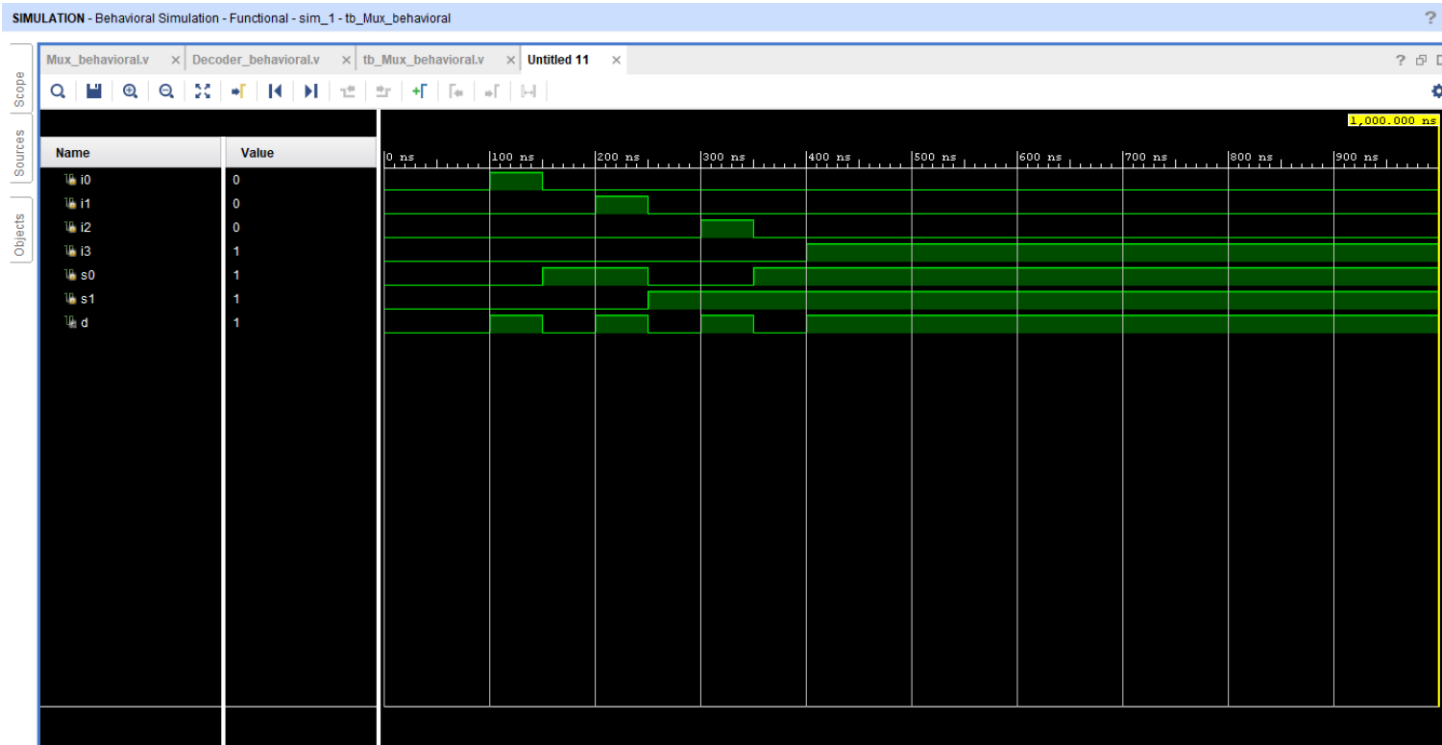 SIMULATION - Behavioral Simulation - Functional - sim_1 - tb_Mux_behavioral
?
Mux_behavioral.v × Decoder_behavioral.v × tb_Mux_behavioral.v × Untitled 11 ×
?
Scope
Sources
Objects
1,000.000 ns
Name Value
0 ns 100 ns 200 ns 300 ns 400 ns 500 ns 600 ns 700 ns 800 ns 900 ns
i0 0
i1 0
i2 0
i3 1
s0 1
s1 1
d 1